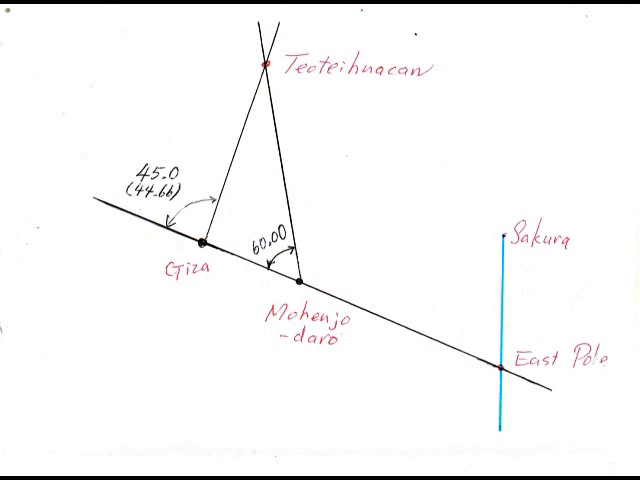 Teoteihuacan
45.0
(44.66)
60.00
Sakura
Giza
Mohenjo
-daro
East Pole